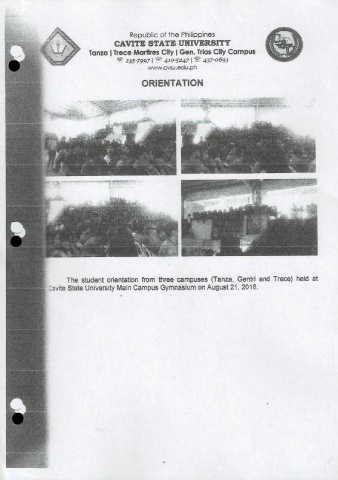 Republic of the Philippines
CAVITE STATE UNIVERSITY
Tanza | Trece Martires City | Gen. Trias City Campus
☏ 235-7997 | ☏ 410-5247 | ☏ 437-0693
www.cvsu.edu.ph
ORIENTATION
The student orientation from three campuses (Tanza, Gentri and Trece) held at
Cavite State University Main Campus Gymnasium on August 21, 2018.